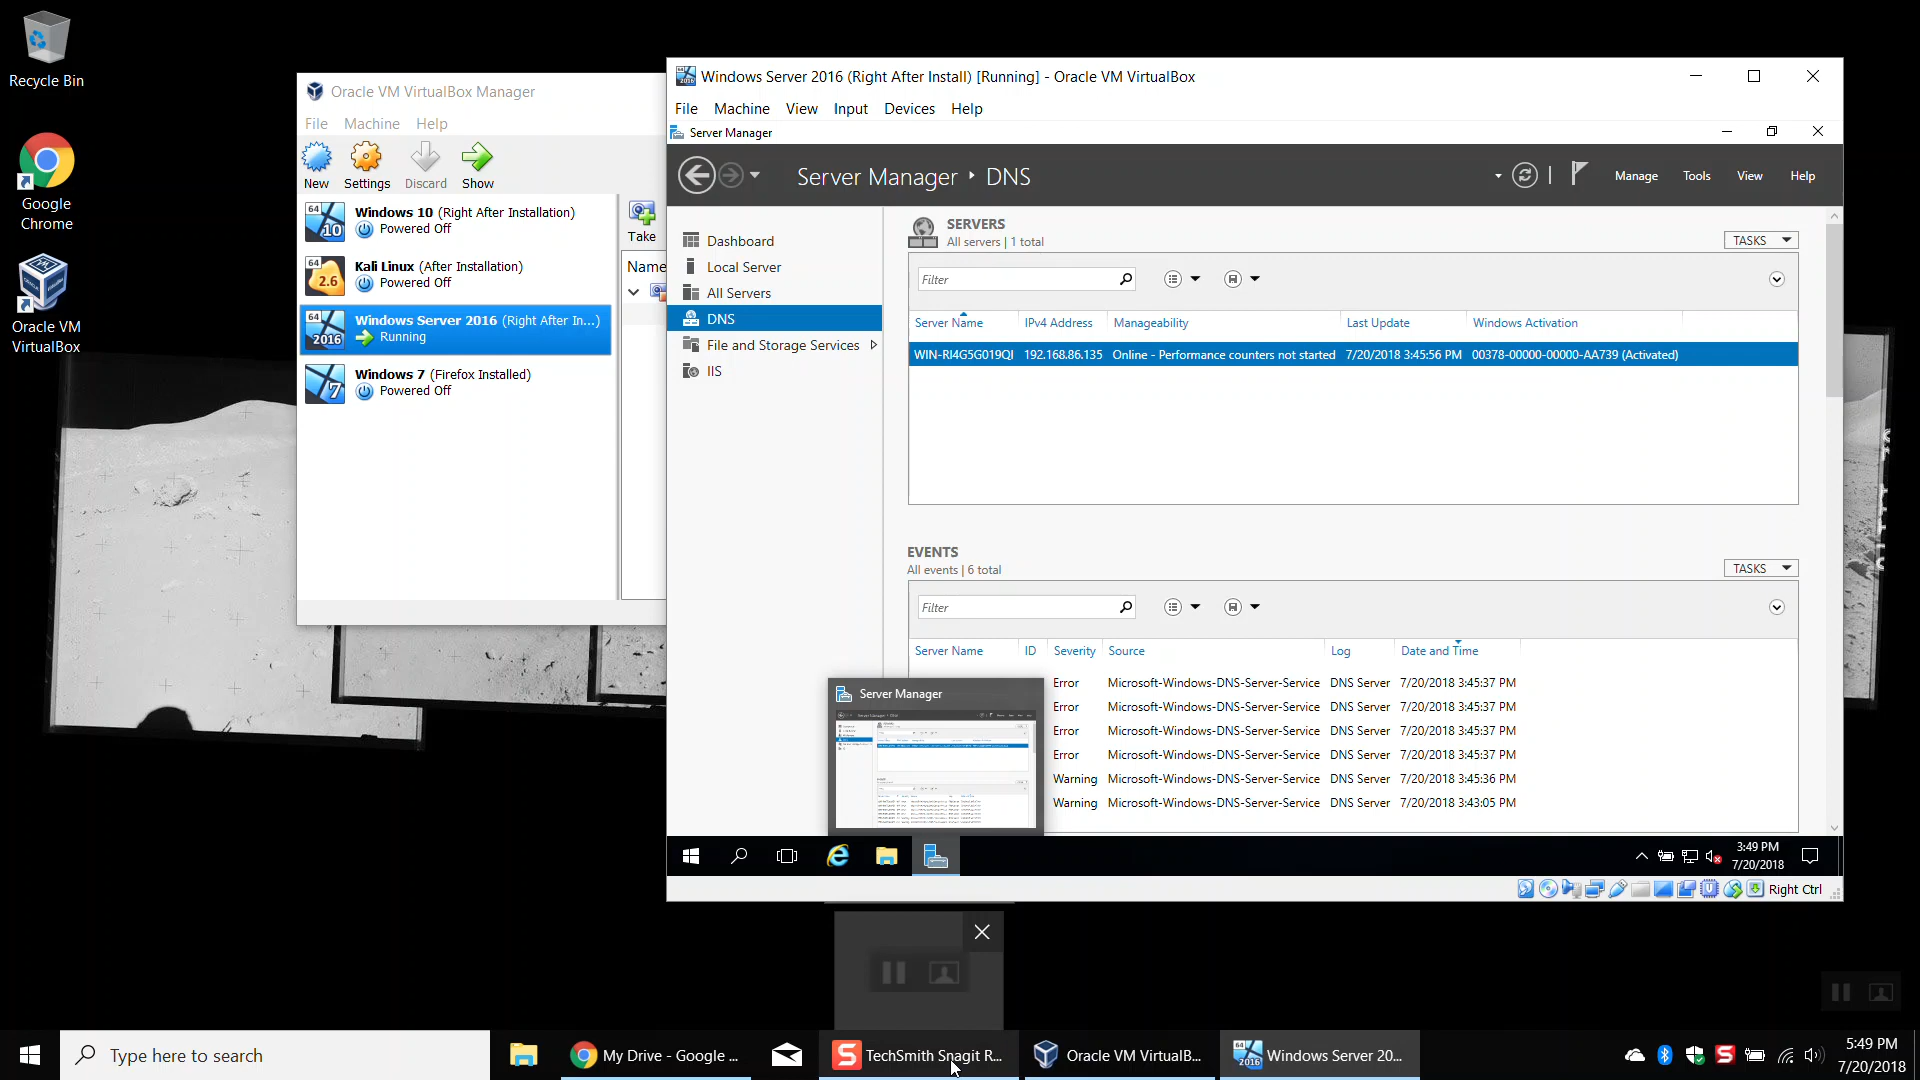 Recycle Bin
Google
Chrome
Oracle VM
VirtualBox
Oracle VM VirtualBox Manager
File Machine Help
New Settings Discard Show
64 10 Windows 10 (Right After Installation)
Powered Off
64 2.6 Kali Linux (After Installation)
Powered Off
64 2016 Windows Server 2016 (Right After In...)
Running
64 7 Windows 7 (Firefox Installed)
Powered Off
Take
Name
Windows Server 2016 (Right After Install) [Running] - Oracle VM VirtualBox
File Machine View Input Devices Help
Server Manager
Server Manager DNS
Manage Tools View Help
Dashboard
Local Server
All Servers
DNS
File and Storage Services
IIS
SERVERS
All servers | 1 total
TASKS
Filter
Server Name IPv4 Address Manageability Last Update Windows Activation
WIN-RI4G5G019QI 192.168.86.135 Online - Performance counters not started 7/20/2018 3:45:56 PM 00378-00000-00000-AA739 (Activated)
EVENTS
All events | 6 total
TASKS
Filter
Server Name ID Severity Source Log Date and Time
Error Microsoft-Windows-DNS-Server-Service DNS Server 7/20/2018 3:45:37 PM
Error Microsoft-Windows-DNS-Server-Service DNS Server 7/20/2018 3:45:37 PM
Error Microsoft-Windows-DNS-Server-Service DNS Server 7/20/2018 3:45:37 PM
Error Microsoft-Windows-DNS-Server-Service DNS Server 7/20/2018 3:45:37 PM
Warning Microsoft-Windows-DNS-Server-Service DNS Server 7/20/2018 3:45:36 PM
Warning Microsoft-Windows-DNS-Server-Service DNS Server 7/20/2018 3:43:05 PM
Server Manager
3:49 PM
7/20/2018
Right Ctrl
Type here to search
My Drive - Google ...
TechSmith Snagit R...
Oracle VM VirtualB...
Windows Server 20...
5:49 PM
7/20/2018